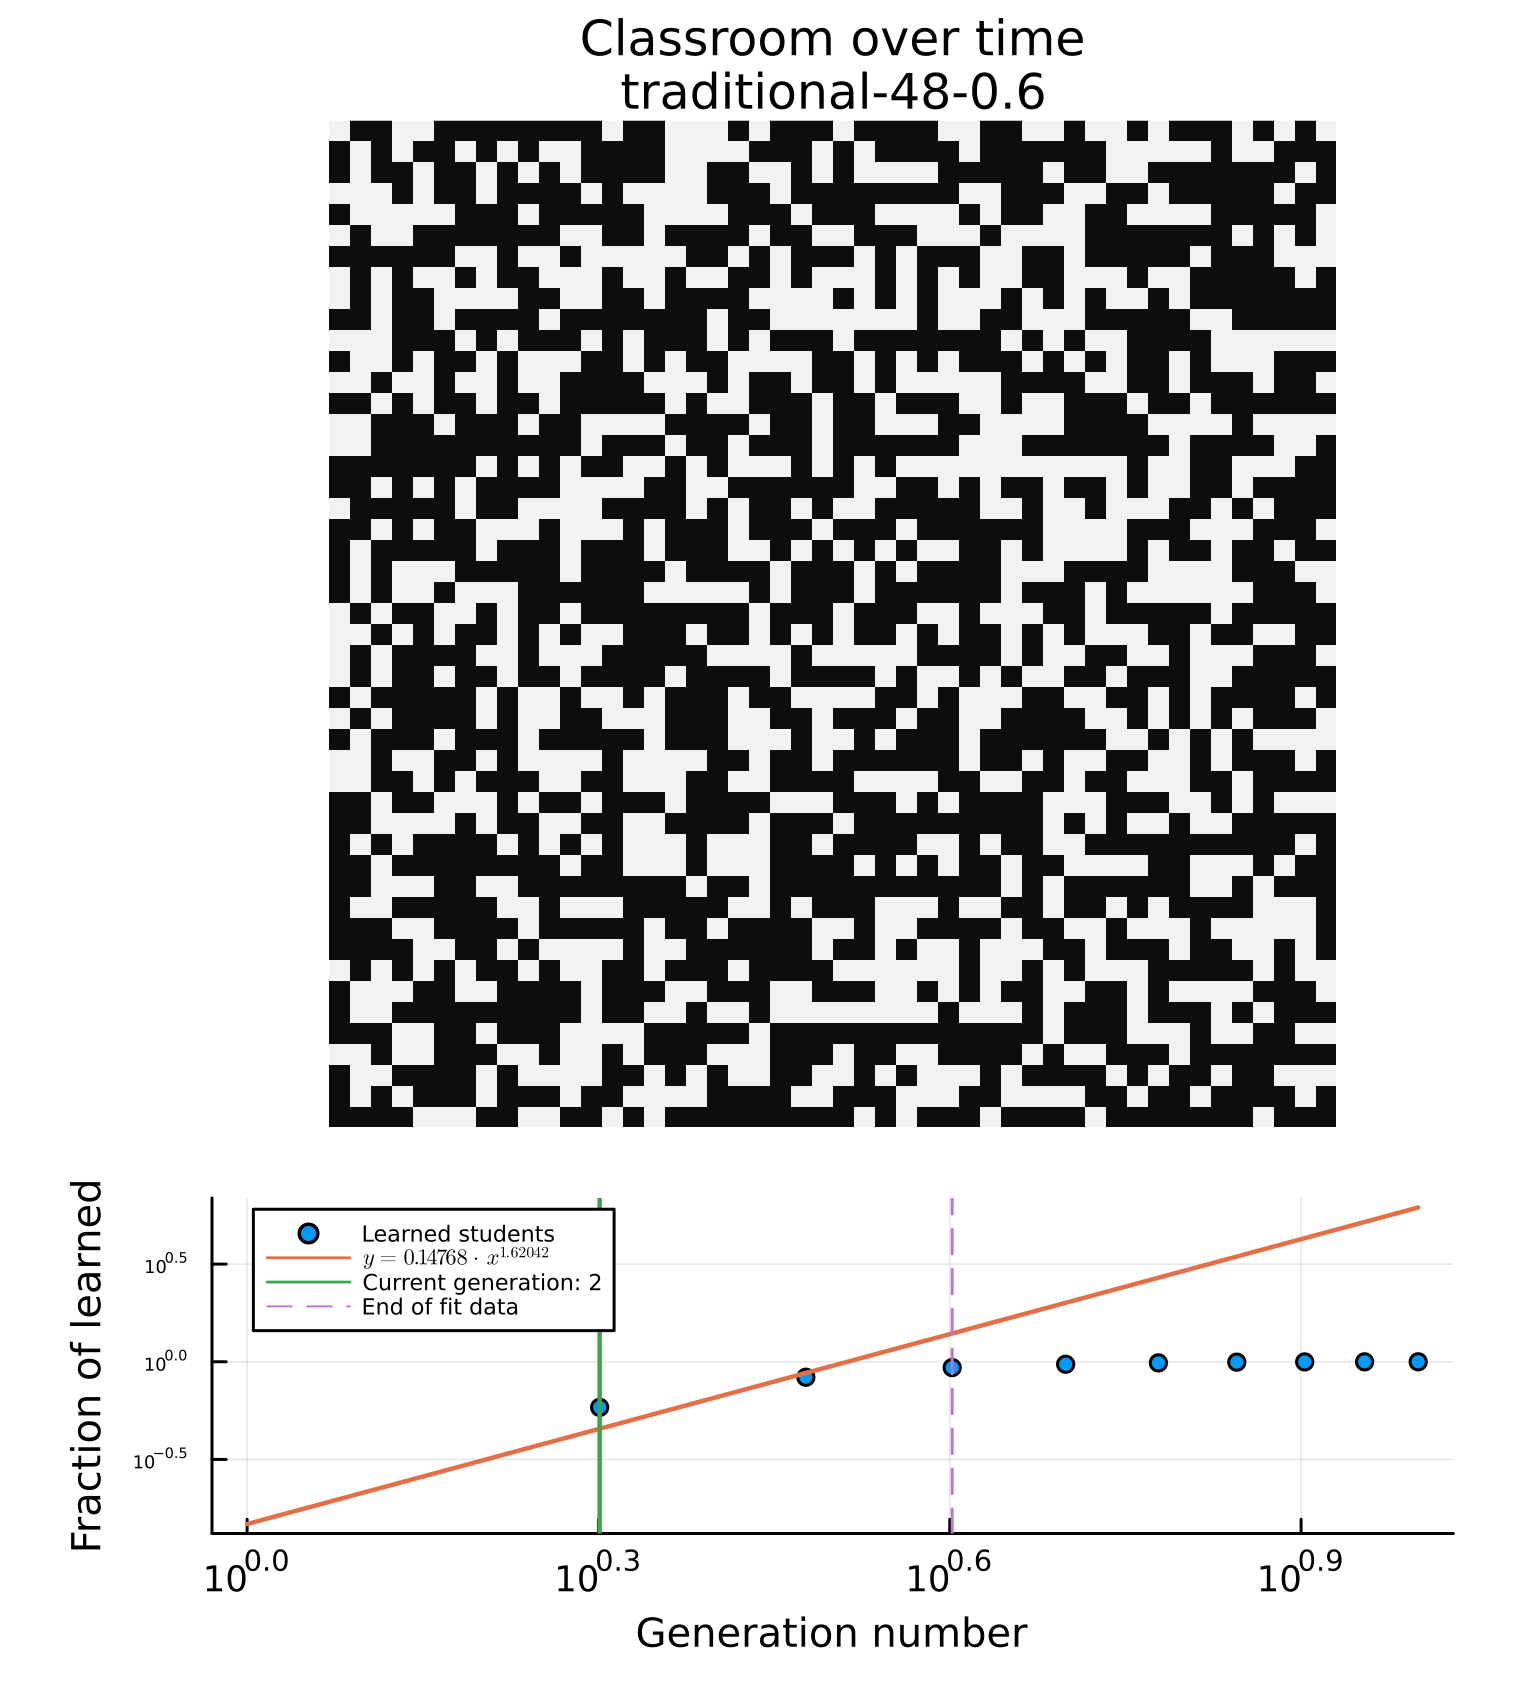 Classroom over time
traditional-48-0.6
Fraction of learned
10^0.5
10^0.0
10^−0.5
Learned students
y = 0.14768 · x^1.62042
Current generation: 2
End of fit data
10^0.0 10^0.3 10^0.6 10^0.9
Generation number